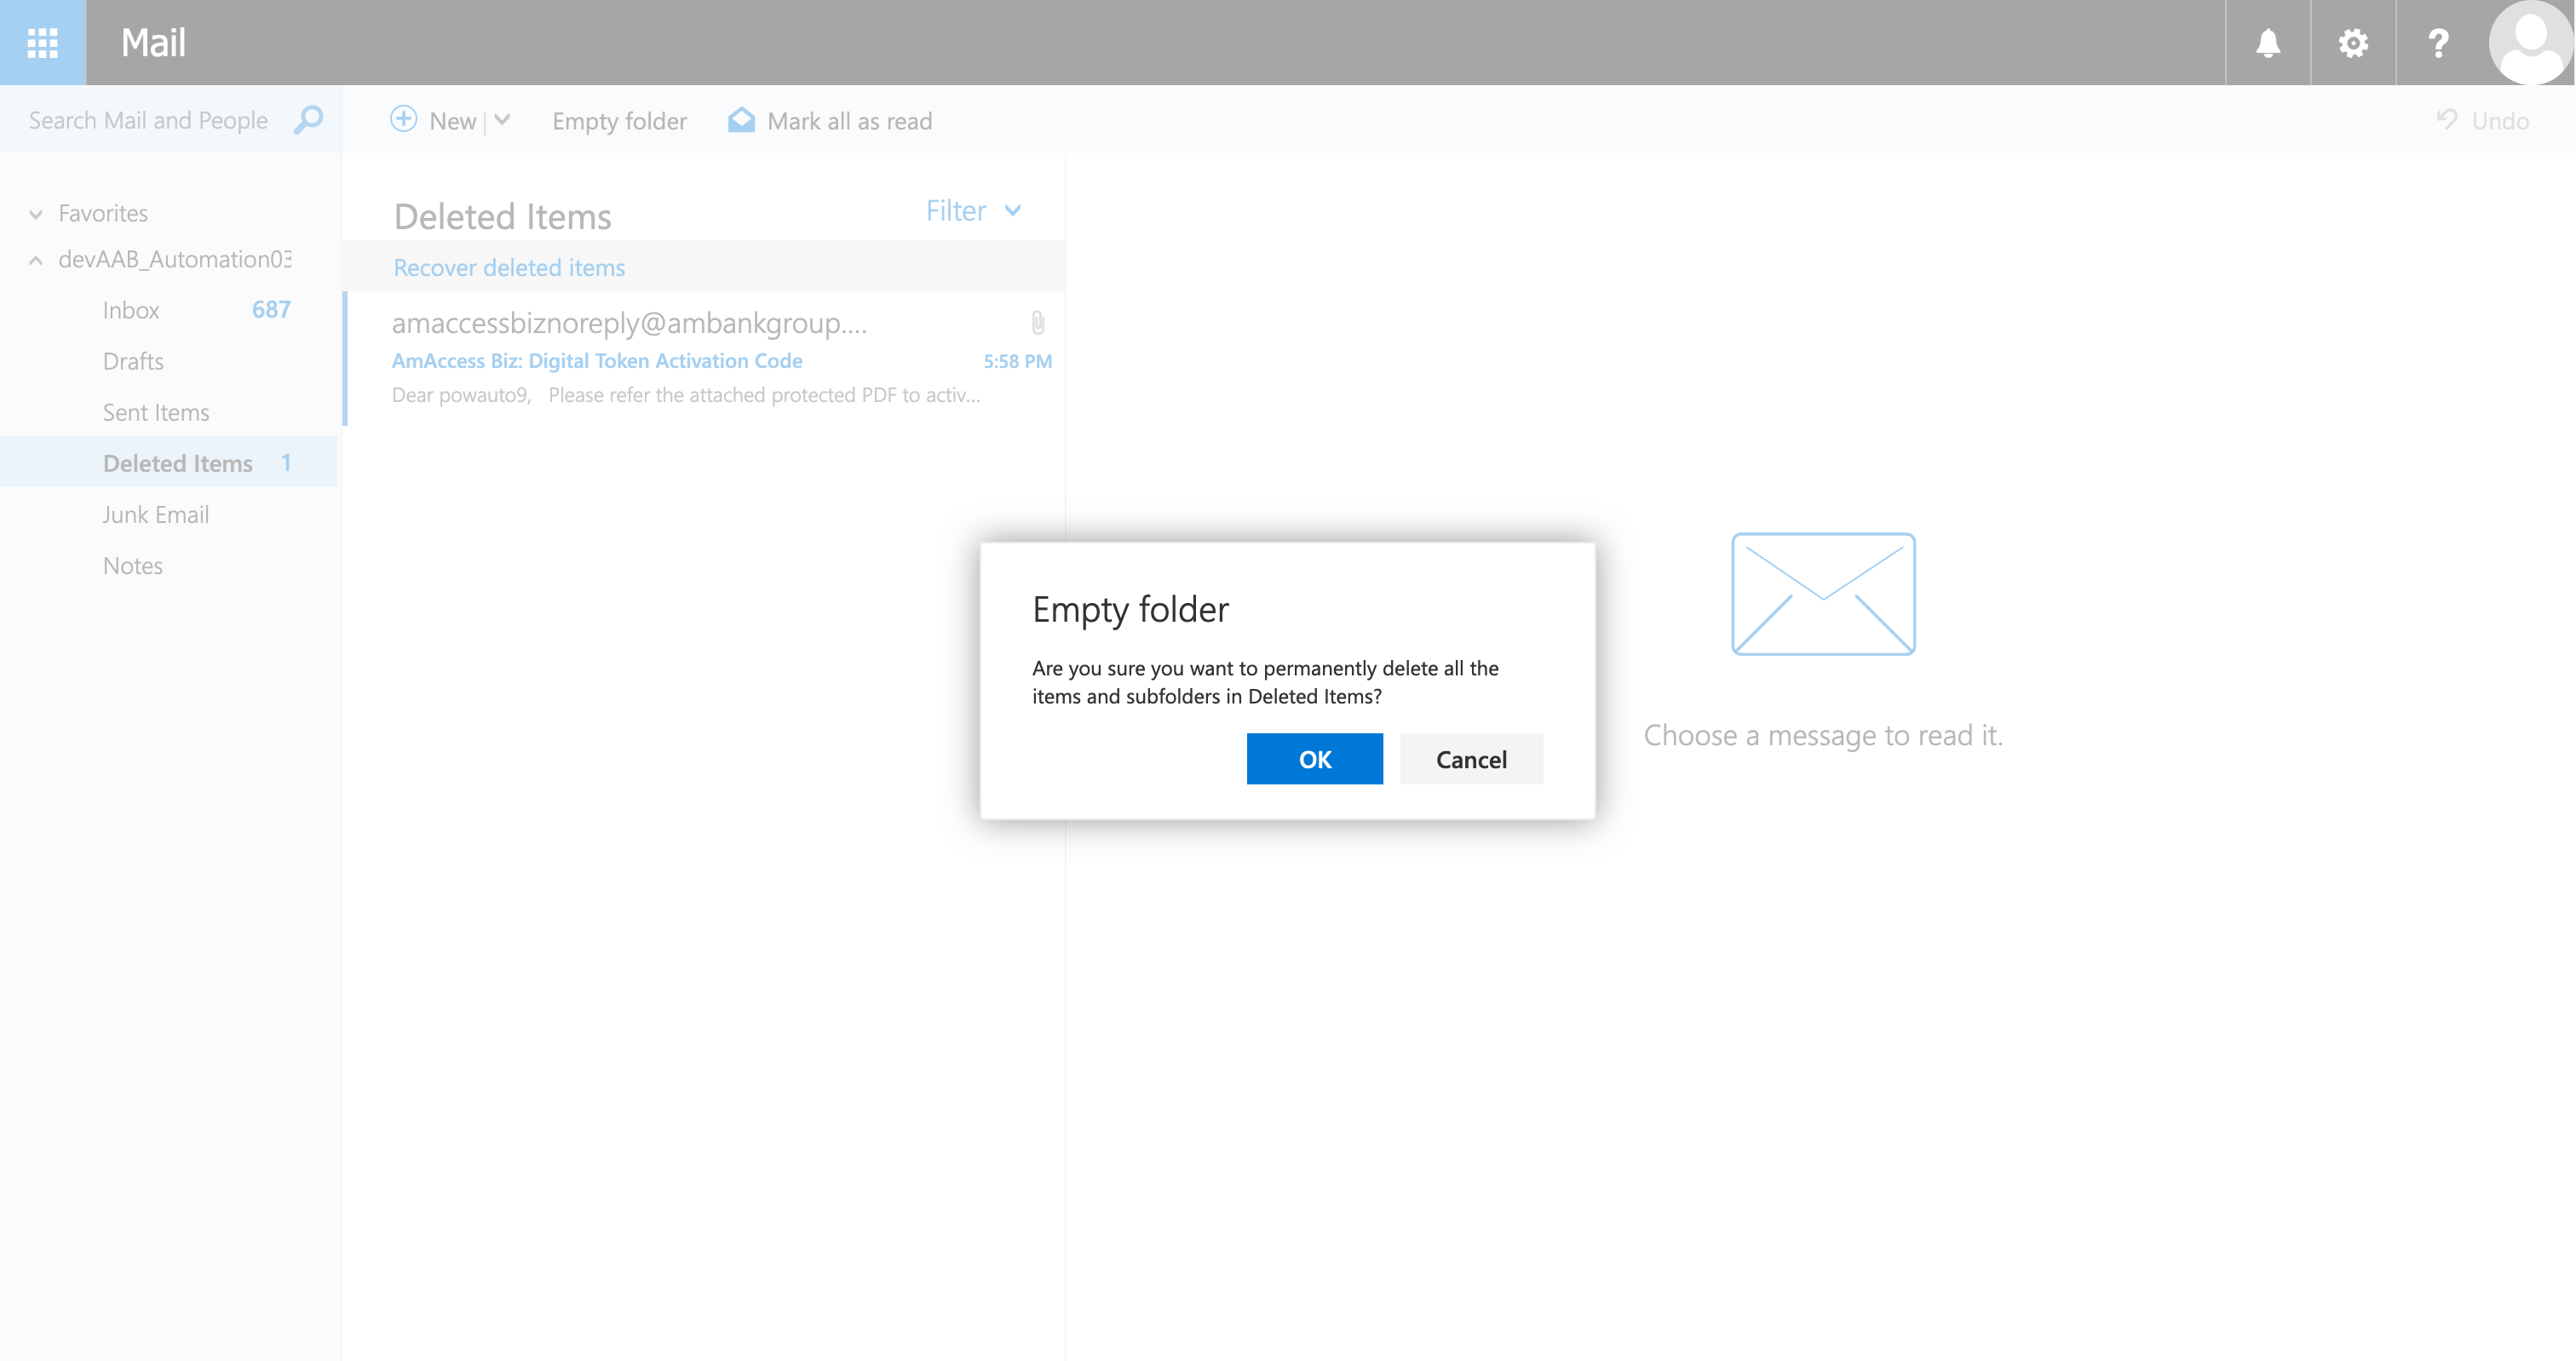 Mail
Search Mail and People
New
Empty folder
Mark all as read
Undo
Favorites
devAAB_Automation03
Inbox 687
Drafts
Sent Items
Deleted Items 1
Junk Email
Notes
Deleted Items
Filter
Recover deleted items
amaccessbiznoreply@ambankgroup....
AmAccess Biz: Digital Token Activation Code 5:58 PM
Dear powauto9, Please refer the attached protected PDF to activ...
Empty folder
Are you sure you want to permanently delete all the
items and subfolders in Deleted Items?
OK Cancel
Choose a message to read it.